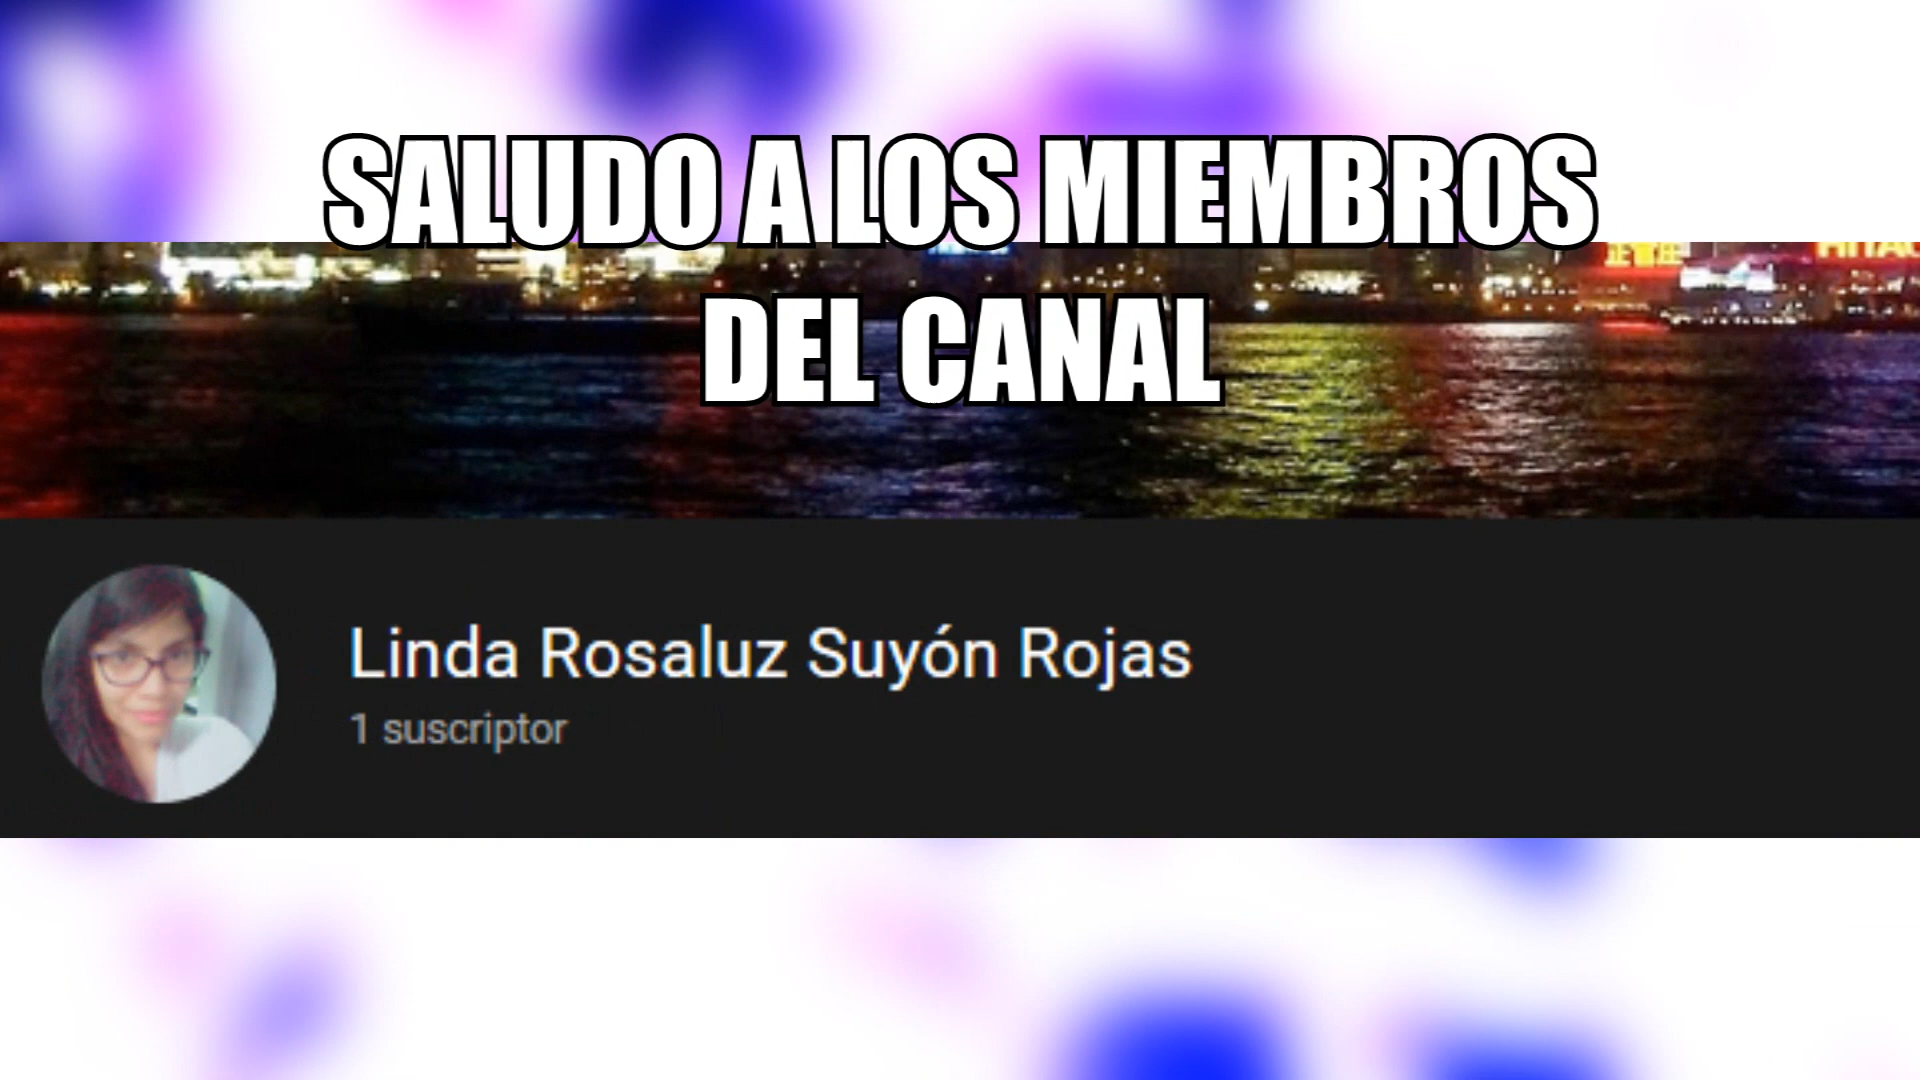 SALUDO A LOS MIEMBROS
DEL CANAL
Linda Rosaluz Suyón Rojas
1 suscriptor